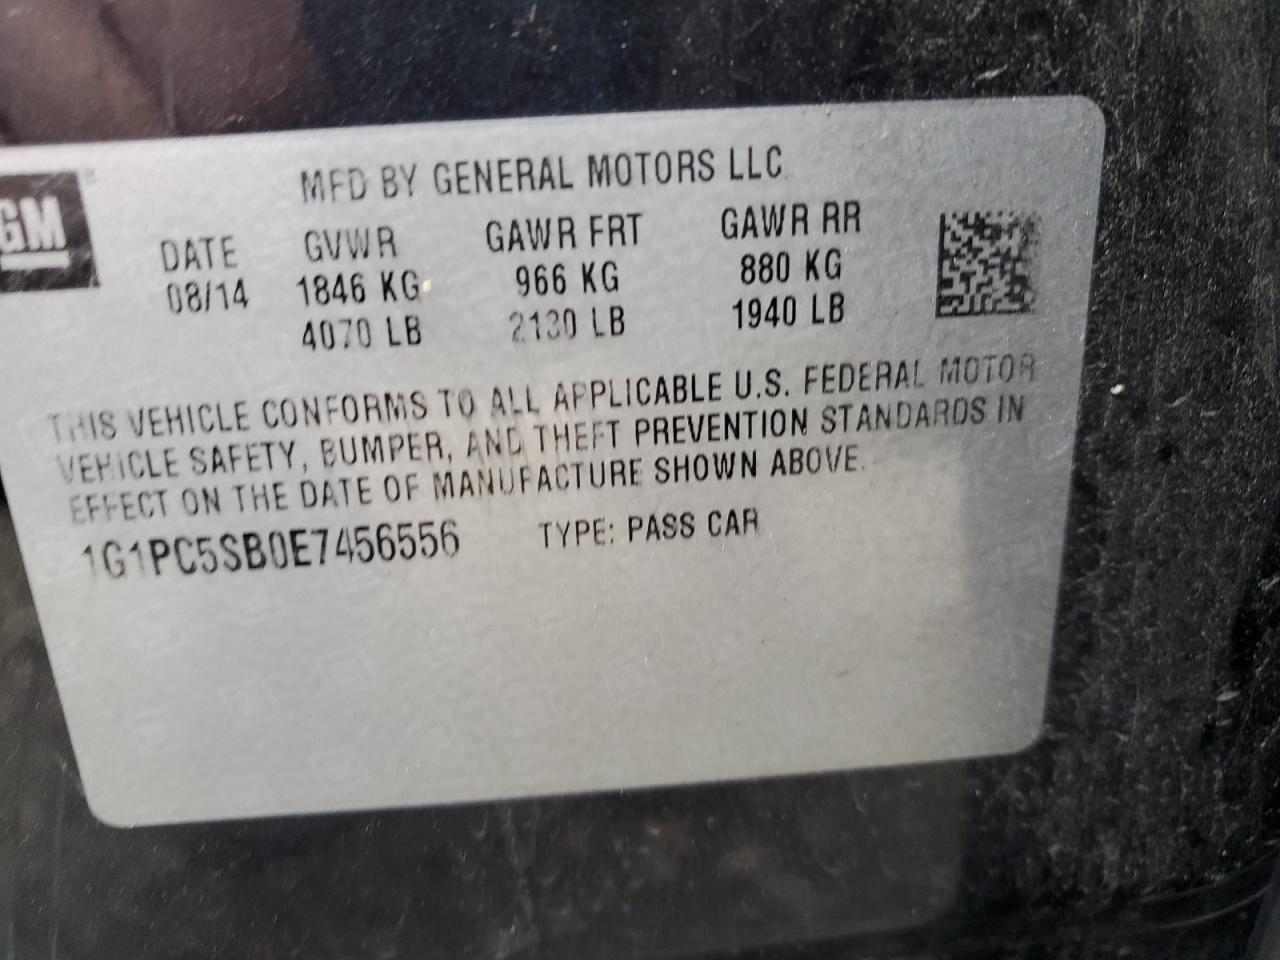 GM
MFD BY GENERAL MOTORS LLC
DATE GVWR GAWR FRT GAWR RR
08/14 1846 KG 966 KG 880 KG
4070 LB 2130 LB 1940 LB
THIS VEHICLE CONFORMS TO ALL APPLICABLE U.S. FEDERAL MOTOR
VEHICLE SAFETY, BUMPER, AND THEFT PREVENTION STANDARDS IN
EFFECT ON THE DATE OF MANUFACTURE SHOWN ABOVE.
1G1PC5SB0E7456556 TYPE: PASS CAR